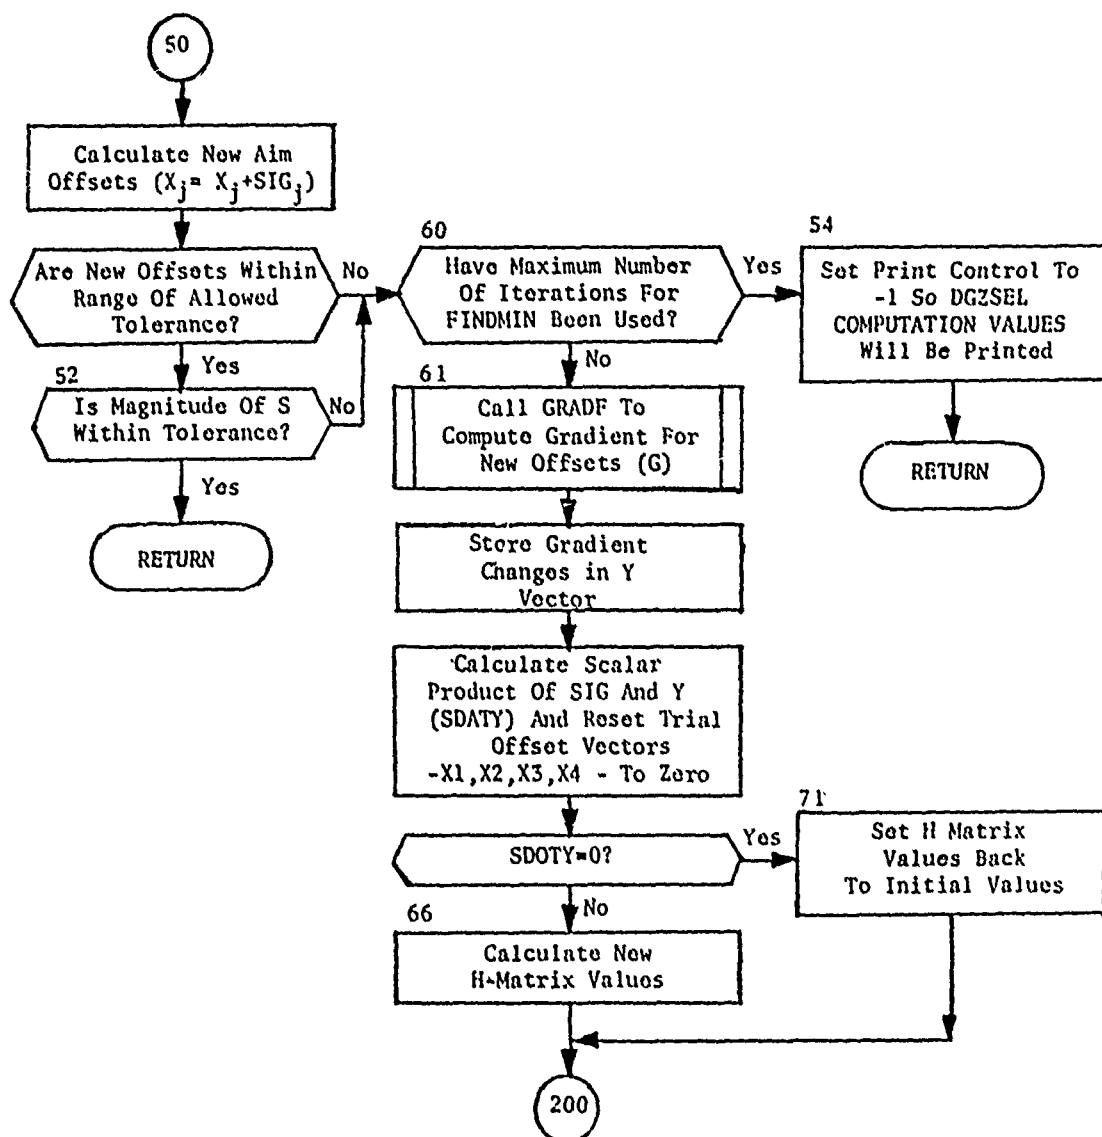 50
Calculate New Aim
Offsets (Xj= Xj+SIGj)
Are New Offsets Within
Range Of Allowed
Tolerance?
No
Yes
52
Is Magnitude Of S
Within Tolerance?
No
Yes
RETURN
60
Have Maximum Number
Of Iterations For
FINDMIN Been Used?
Yes
No
54
Set Print Control To
-1 So DGZSEL
COMPUTATION VALUES
Will Be Printed
RETURN
61
Call GRADF To
Compute Gradient For
New Offsets (G)
Store Gradient
Changes in Y
Vector
Calculate Scalar
Product Of SIG And Y
(SDATY) And Reset Trial
Offset Vectors
-X1,X2,X3,X4 - To Zero
SDOTY=0?
Yes
No
71
Set H Matrix
Values Back
To Initial Values
66
Calculate New
H-Matrix Values
200